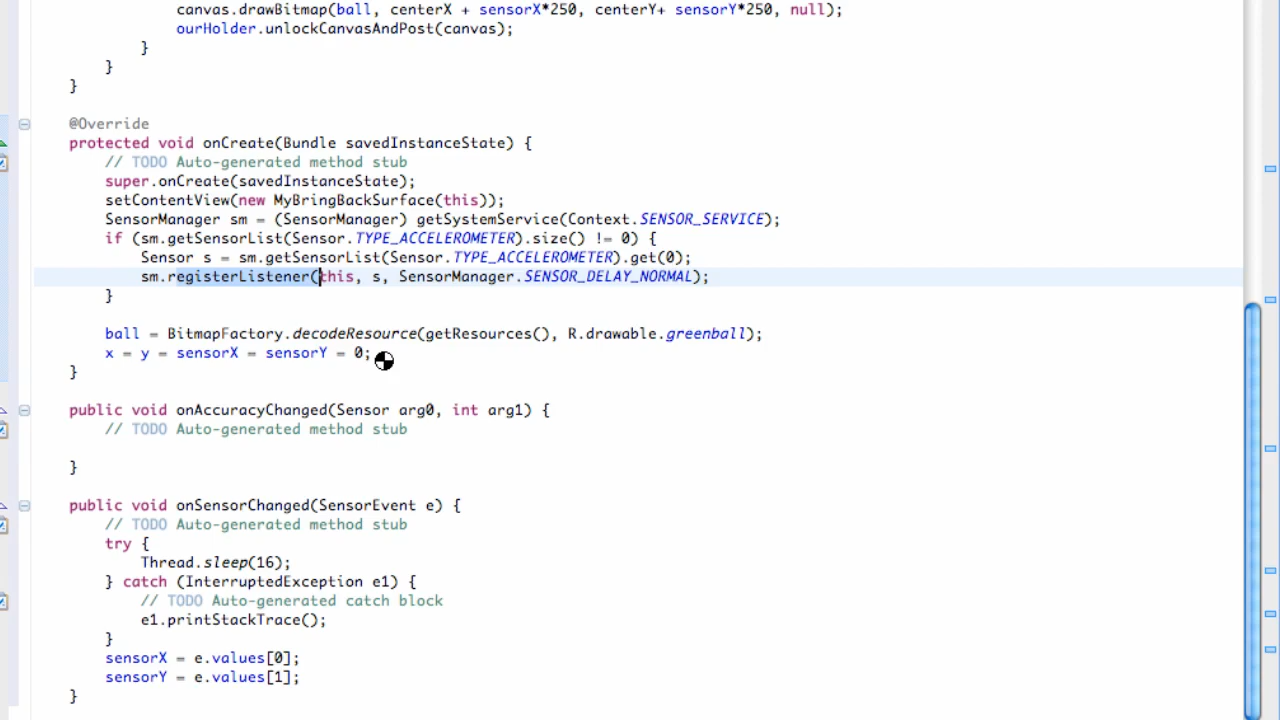 canvas.drawBitmap(ball, centerX + sensorX*250, centerY+ sensorY*250, null);
ourHolder.unlockCanvasAndPost(canvas);
}
}
}
@Override
protected void onCreate(Bundle savedInstanceState) {
// TODO Auto-generated method stub
super.onCreate(savedInstanceState);
setContentView(new MyBringBackSurface(this));
SensorManager sm = (SensorManager) getSystemService(Context.SENSOR_SERVICE);
if (sm.getSensorList(Sensor.TYPE_ACCELEROMETER).size() != 0) {
Sensor s = sm.getSensorList(Sensor.TYPE_ACCELEROMETER).get(0);
sm.registerListener(this, s, SensorManager.SENSOR_DELAY_NORMAL);
}
ball = BitmapFactory.decodeResource(getResources(), R.drawable.greenball);
x = y = sensorX = sensorY = 0;
}
public void onAccuracyChanged(Sensor arg0, int arg1) {
// TODO Auto-generated method stub
}
public void onSensorChanged(SensorEvent e) {
// TODO Auto-generated method stub
try {
Thread.sleep(16);
} catch (InterruptedException e1) {
// TODO Auto-generated catch block
e1.printStackTrace();
}
sensorX = e.values[0];
sensorY = e.values[1];
}